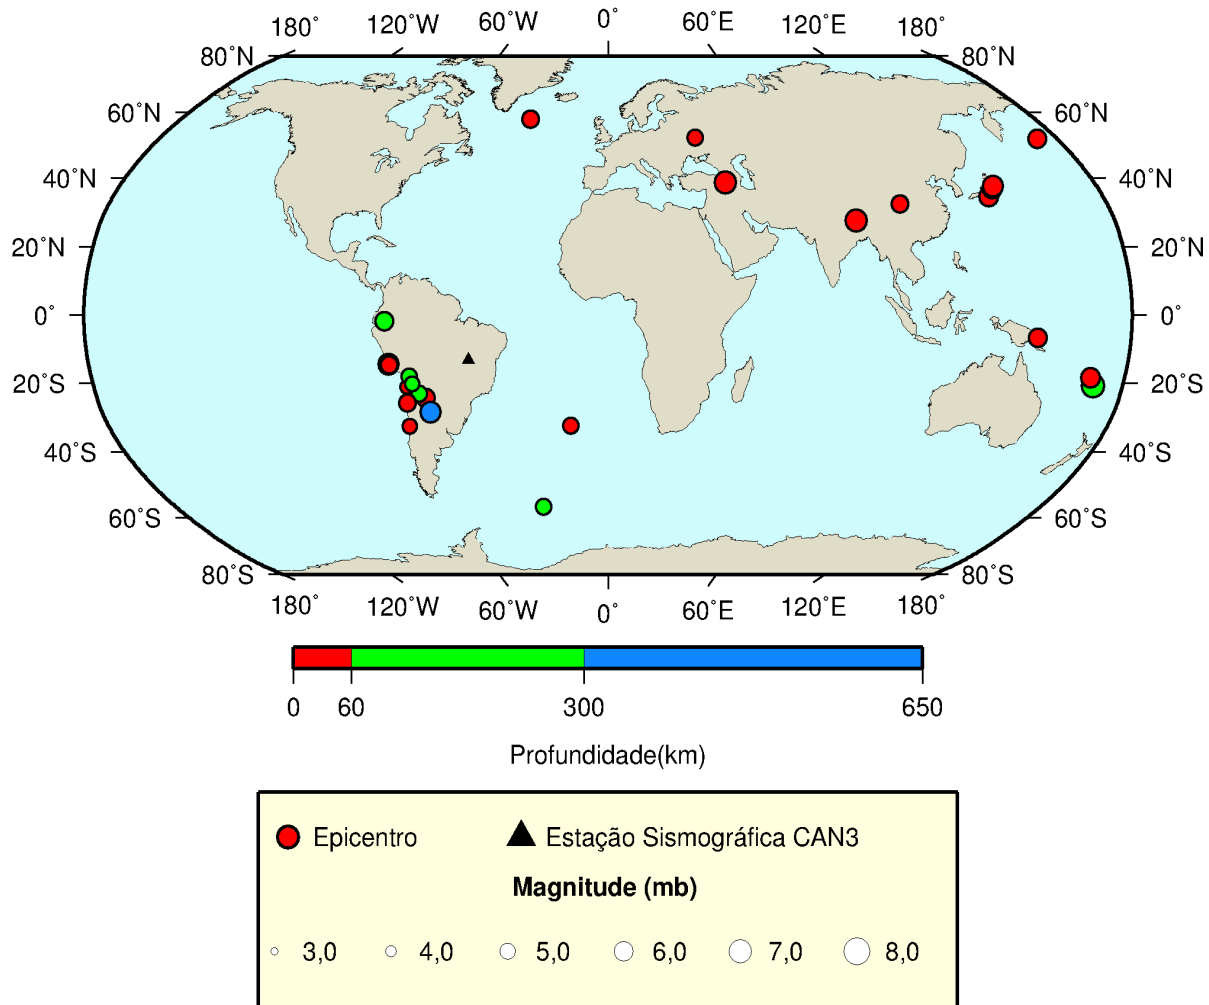 180˚ 120˚W 60˚W 0˚ 60˚E 120˚E 180˚
80˚N 80˚N
60˚N 60˚N
40˚N 40˚N
20˚N 20˚N
0˚ 0˚
20˚S 20˚S
40˚S 40˚S
60˚S 60˚S
80˚S 80˚S
180˚ 120˚W 60˚W 0˚ 60˚E 120˚E 180˚
0 60 300 650
Profundidade(km)
Epicentro Estação Sismográfica CAN3
Magnitude (mb)
3,0 4,0 5,0 6,0 7,0 8,0